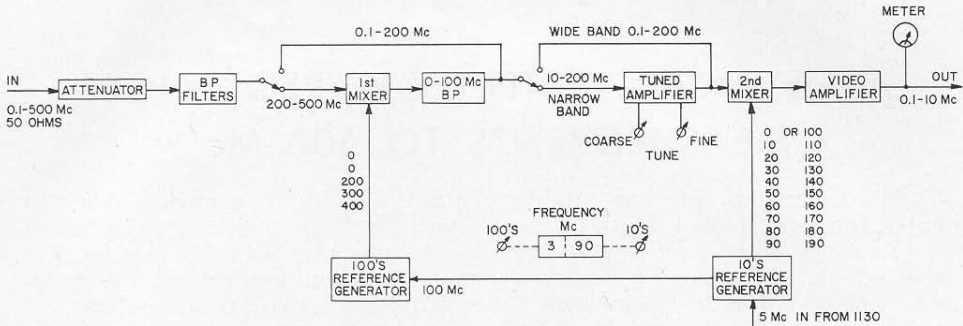 METER
0.1-200 Mc
WIDE BAND 0.1-200 Mc
IN
0.1-500 Mc
50 OHMS
ATTENUATOR
BP
FILTERS
200-500 Mc
1st
MIXER
0-100 Mc
BP
10-200 Mc
NARROW
BAND
TUNED
AMPLIFIER
COARSE
FINE
TUNE
2nd
MIXER
VIDEO
AMPLIFIER
OUT
0.1-10 Mc
0
0
200
300
400
0 OR 100
10 110
20 120
30 130
40 140
50 150
60 160
70 170
80 180
90 190
FREQUENCY
Mc
100'S
3 90
10'S
100'S
REFERENCE
GENERATOR
100 Mc
10'S
REFERENCE
GENERATOR
5 Mc IN FROM 1130